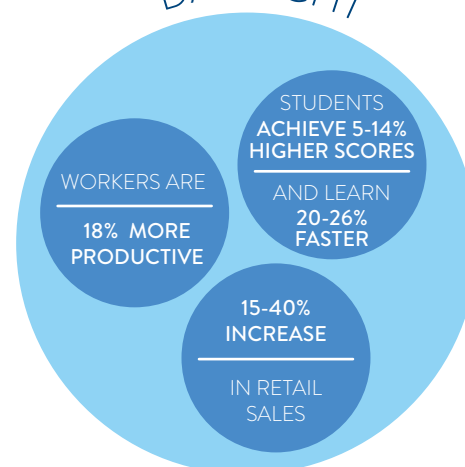 WORKERS ARE
18% MORE
PRODUCTIVE
STUDENTS
ACHIEVE 5-14%
HIGHER SCORES
AND LEARN
20-26%
FASTER
15-40%
INCREASE
IN RETAIL
SALES